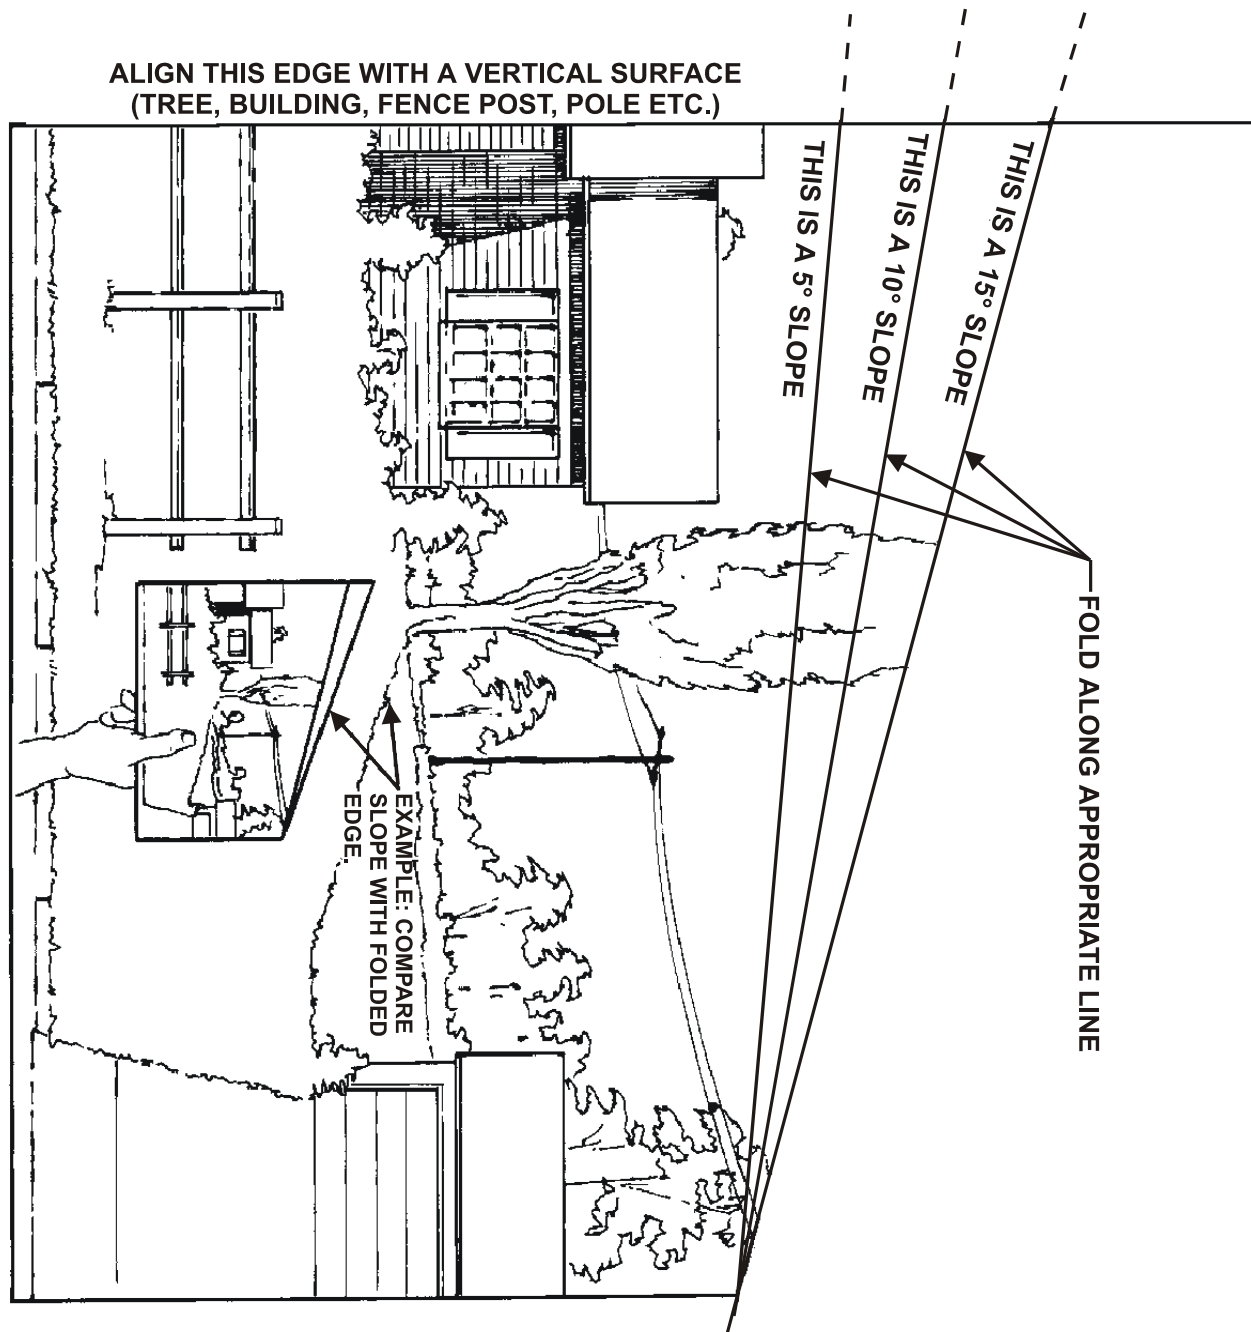 ALIGN THIS EDGE WITH A VERTICAL SURFACE
(TREE, BUILDING, FENCE POST, POLE ETC.)
THIS IS A 5° SLOPE
THIS IS A 10° SLOPE
THIS IS A 15° SLOPE
FOLD ALONG APPROPRIATE LINE
EXAMPLE: COMPARE
SLOPE WITH FOLDED
EDGE.